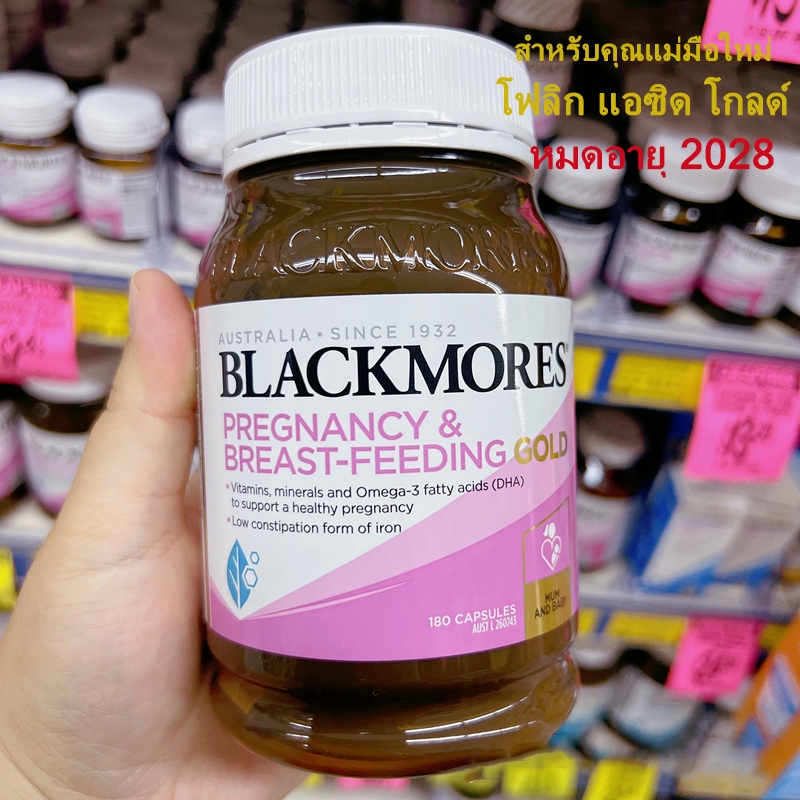 สำหรับคุณแม่มือใหม่
โฟลิก แอซิด โกลด์
หมดอายุ 2028
BLACKMORES
AUSTRALIA • SINCE 1932
BLACKMORES®
PREGNANCY &
BREAST-FEEDING GOLD
• Vitamins, minerals and Omega-3 fatty acids (DHA)
to support a healthy pregnancy
• Low constipation form of iron
180 CAPSULES
AUST L 260743
MUM
AND BABY